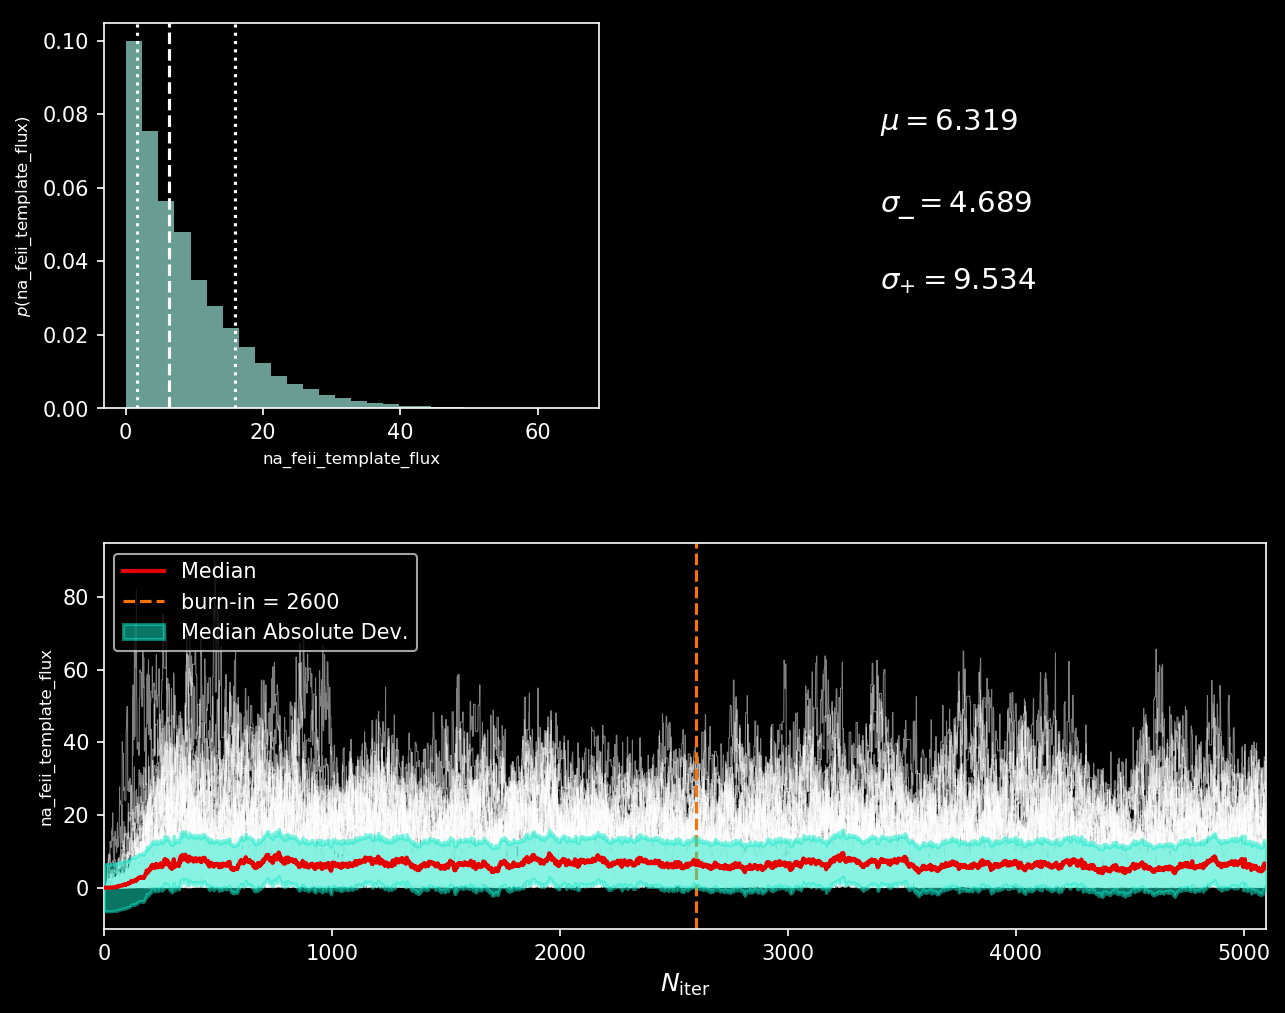 0.10
0.08
0.06
0.04
0.02
0.00
p(na_feii_template_flux)
0 20 40 60
na_feii_template_flux
μ = 6.319
σ_ = 4.689
σ+ = 9.534
Median
burn-in = 2600
Median Absolute Dev.
80
60
40
20
0
na_feii_template_flux
0 1000 2000 3000 4000 5000
Niter